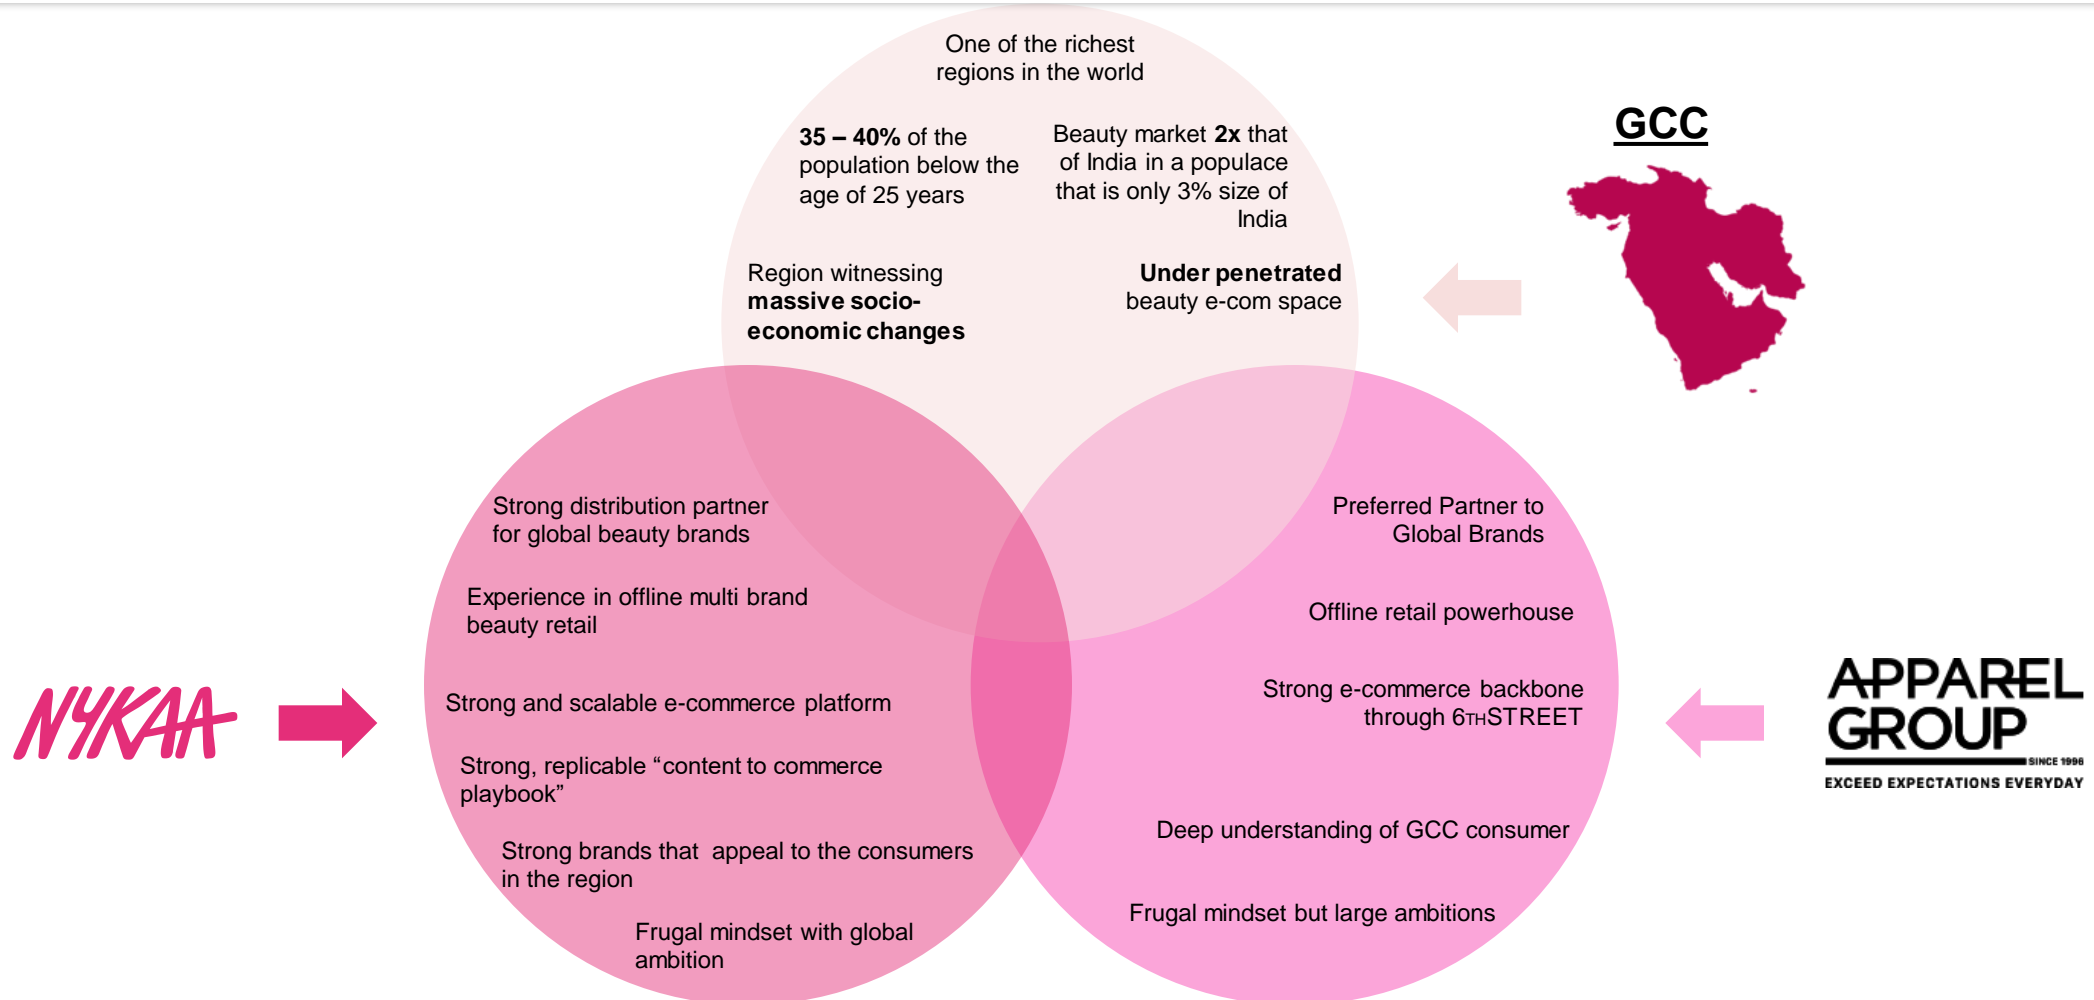 One of the richest
regions in the world
35 – 40% of the
population below the
age of 25 years
Beauty market 2x that
of India in a populace
that is only 3% size of
India
Region witnessing
massive socio-
economic changes
Under penetrated
beauty e-com space
GCC
Strong distribution partner
for global beauty brands
Experience in offline multi brand
beauty retail
Strong and scalable e-commerce platform
Strong, replicable “content to commerce
playbook”
Strong brands that appeal to the consumers
in the region
Frugal mindset with global
ambition
NYKAA
Preferred Partner to
Global Brands
Offline retail powerhouse
Strong e-commerce backbone
through 6THSTREET
Deep understanding of GCC consumer
Frugal mindset but large ambitions
APPAREL
GROUP
SINCE 1996
EXCEED EXPECTATIONS EVERYDAY